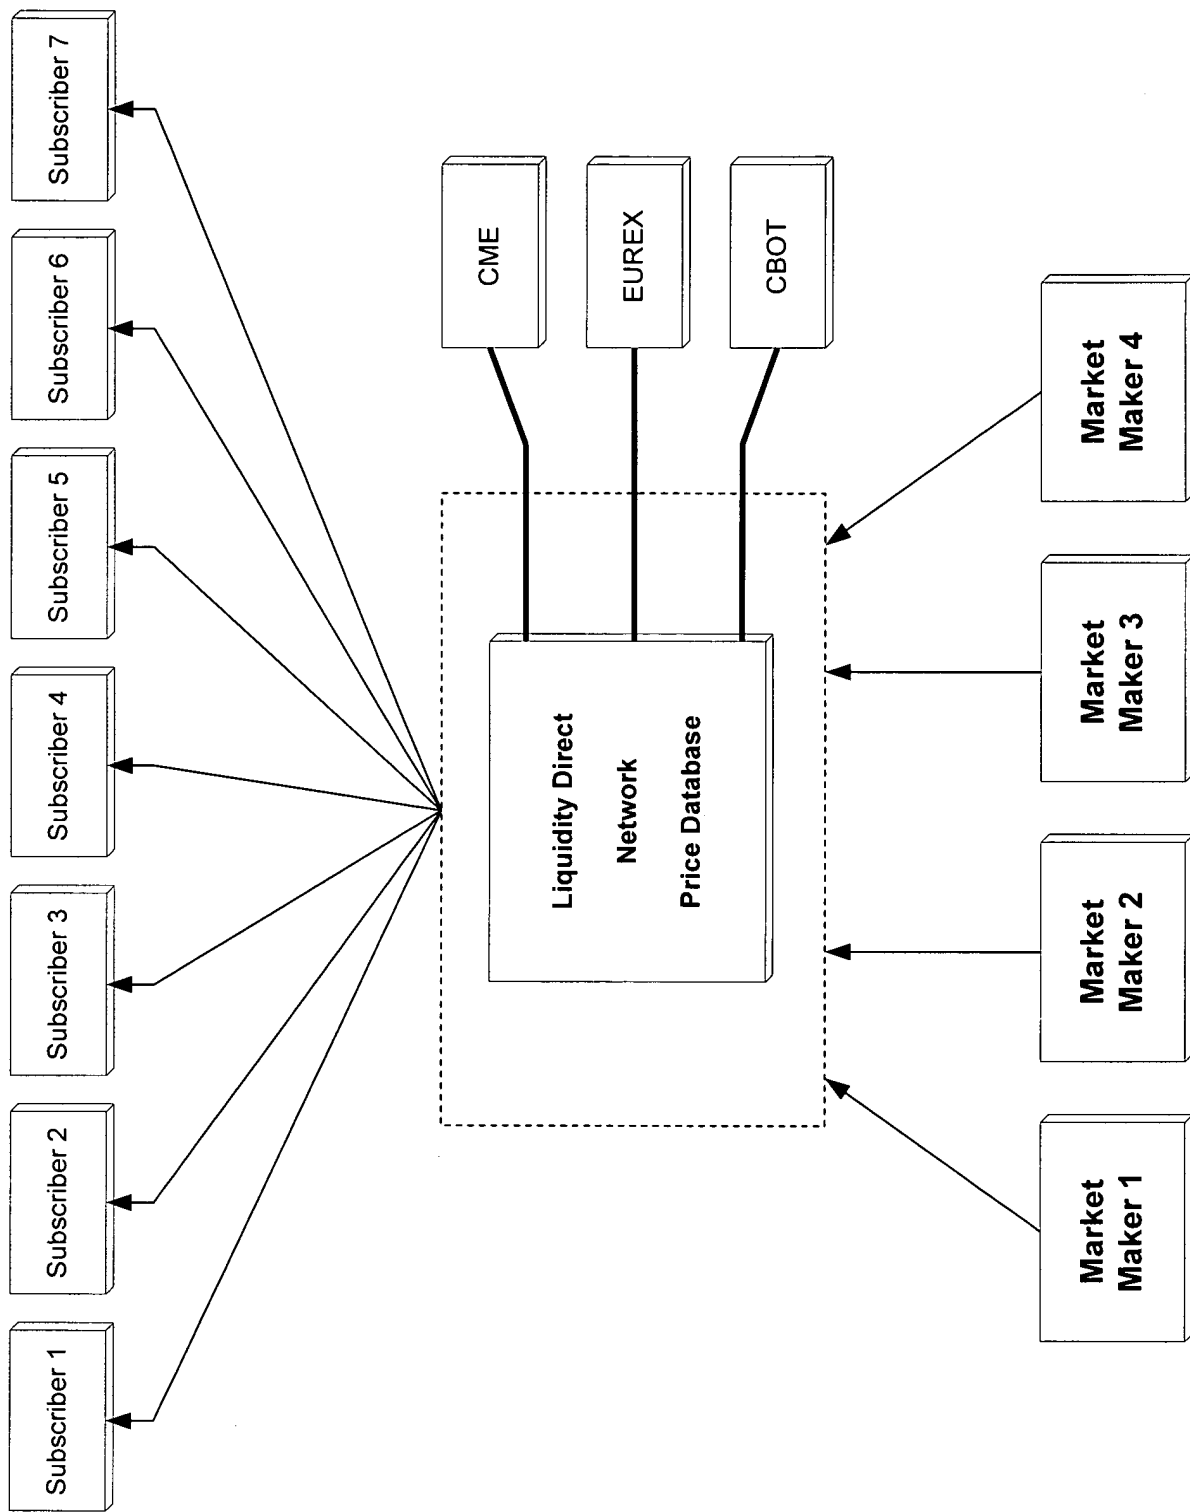 Subscriber 1
Subscriber 2
Subscriber 3
Subscriber 4
Subscriber 5
Subscriber 6
Subscriber 7
Liquidity Direct
Network
Price Database
CME
EUREX
CBOT
Market
Maker 1
Market
Maker 2
Market
Maker 3
Market
Maker 4